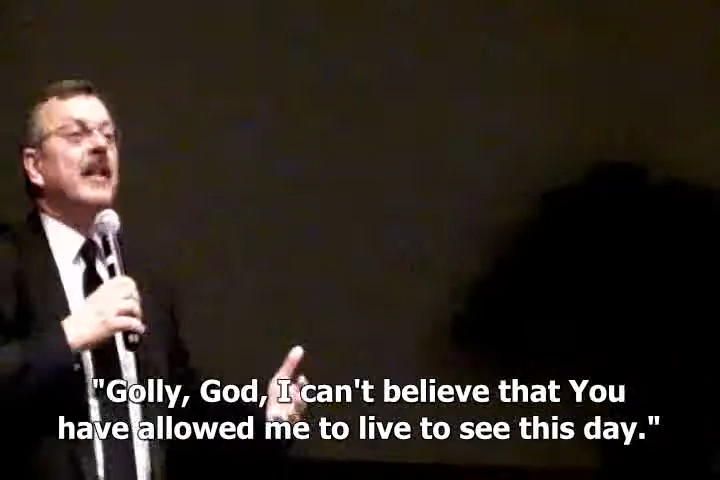 "Golly, God, I can't believe that You
have allowed me to live to see this day."